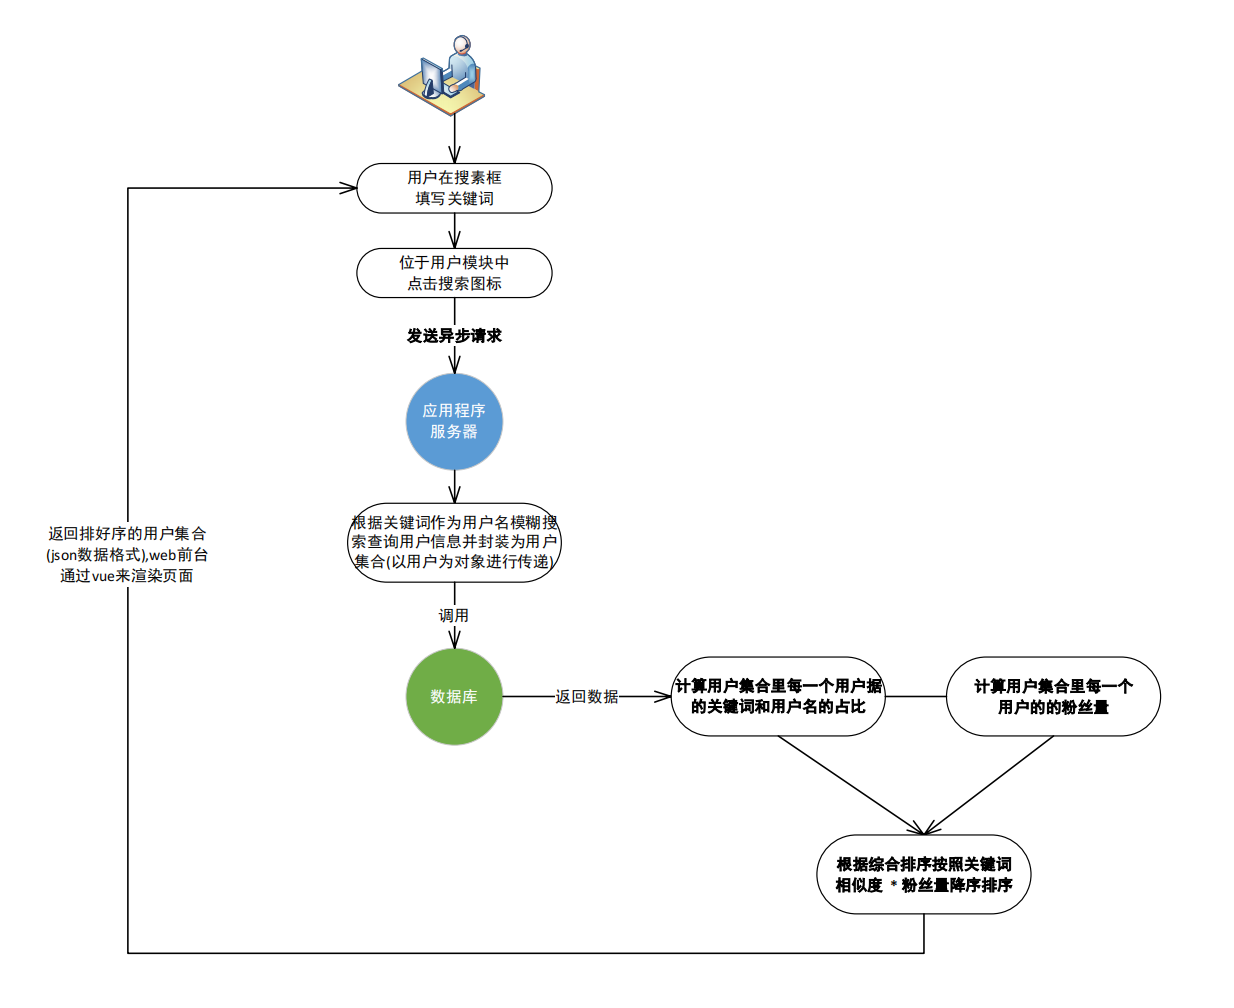 用户在搜素框
填写关键词
位于用户模块中
点击搜索图标
发送异步请求
应用程序
服务器
根据关键词作为用户名模糊搜
索查询用户信息并封装为用户
集合(以用户为对象进行传递)
返回排好序的用户集合
(json数据格式),web前台
通过vue来渲染页面
调用
数据库
返回数据
计算用户集合里每一个用户据
的关键词和用户名的占比
计算用户集合里每一个
用户的的粉丝量
根据综合排序按照关键词
相似度 * 粉丝量降序排序